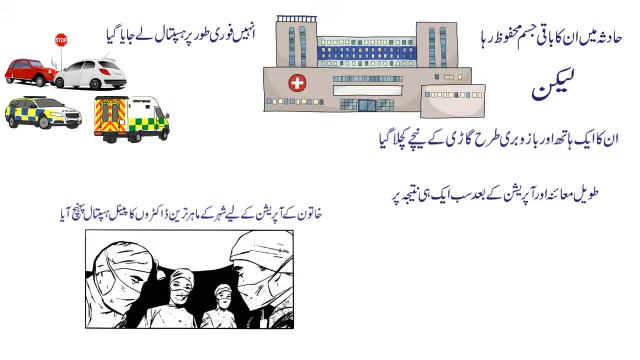 حادثہ میں ان کا باقی جسم محفوظ رہا
لیکن
ان کا ایک ہاتھ اور بازو بری طرح گاڑی کے نیچے کچلا گیا
انہیں فوری طور پر ہسپتال لے جایا گیا
STOP
خاتون کے آپریشن کے لیے شہر کے ماہر ترین ڈاکٹروں کا پینل ہسپتال پہنچ آیا
طویل معائنہ اور آپریشن کے بعد سب ایک ہی نتیجہ پر